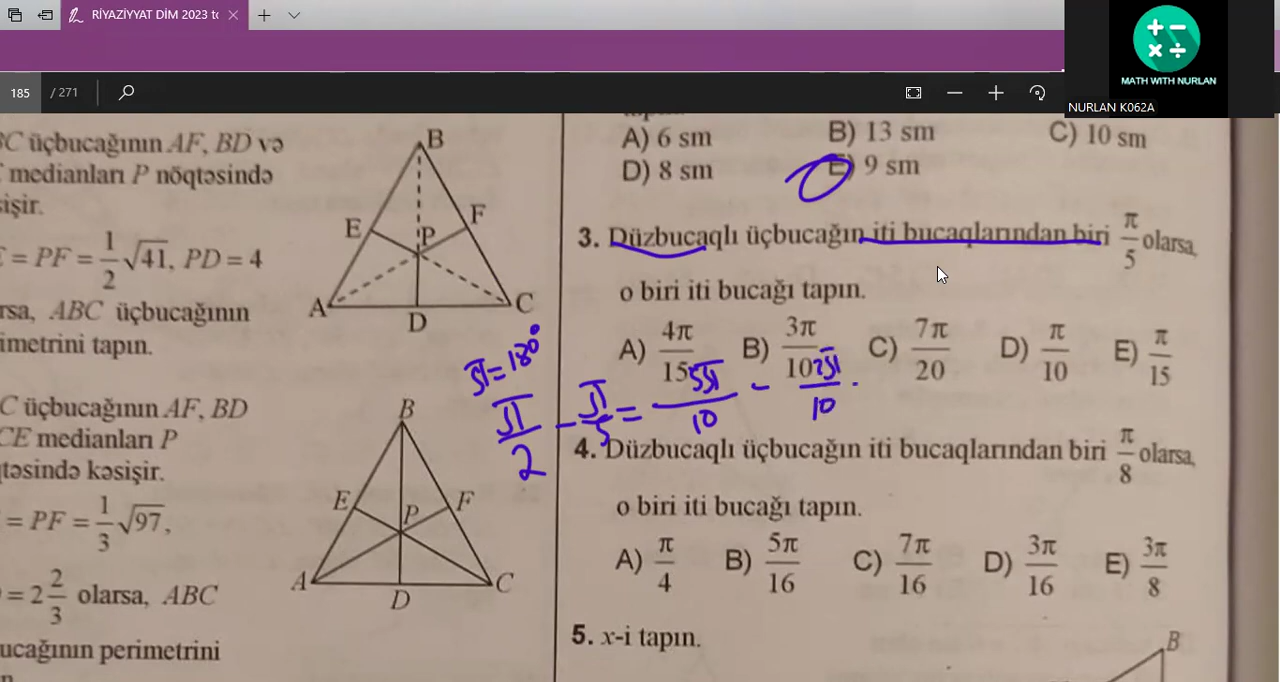 RİYAZİYYAT DİM 2023 to
185 / 271
MATH WITH NURLAN
NURLAN K062A
BC üçbucağının AF, BD və
medianları P nöqtəsində
sişir.
= PF = 1/2 √41, PD = 4
rsa, ABC üçbucağının
imetrini tapın.
B
E
F
P
A
D
C
C üçbucağının AF, BD
CE medianları P
qtəsində kəsişir.
= PF = 1/3 √97,
= 2 2/3 olarsa, ABC
ucağının perimetrini
B
E
F
P
A
D
C
A) 6 sm B) 13 sm C) 10 sm
D) 8 sm E) 9 sm
3. Düzbucaqlı üçbucağın iti bucaqlarından biri π/5 olarsa,
o biri iti bucağı tapın.
A) 4π/15 B) 3π/10 C) 7π/20 D) π/10 E) π/15
π = 180°
π/2 - π/5 = 5π/10 - 2π/10
4. Düzbucaqlı üçbucağın iti bucaqlarından biri π/8 olarsa,
o biri iti bucağı tapın.
A) π/4 B) 5π/16 C) 7π/16 D) 3π/16 E) 3π/8
5. x-i tapın.
B